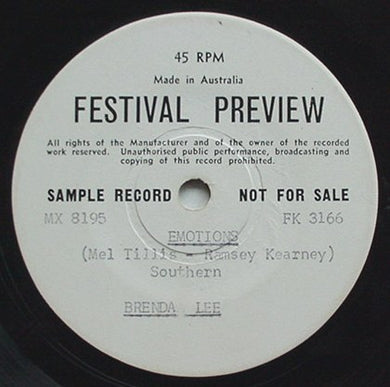 45 RPM
Made in Australia
FESTIVAL PREVIEW
All rights of the Manufacturer and of the owner of the recorded
work reserved. Unauthorised public performance, broadcasting and
copying of this record prohibited.
SAMPLE RECORD NOT FOR SALE
MX 8195 FK 3166
EMOTIONS
(Mel Tillis - Ramsey Kearney)
Southern
BRENDA LEE